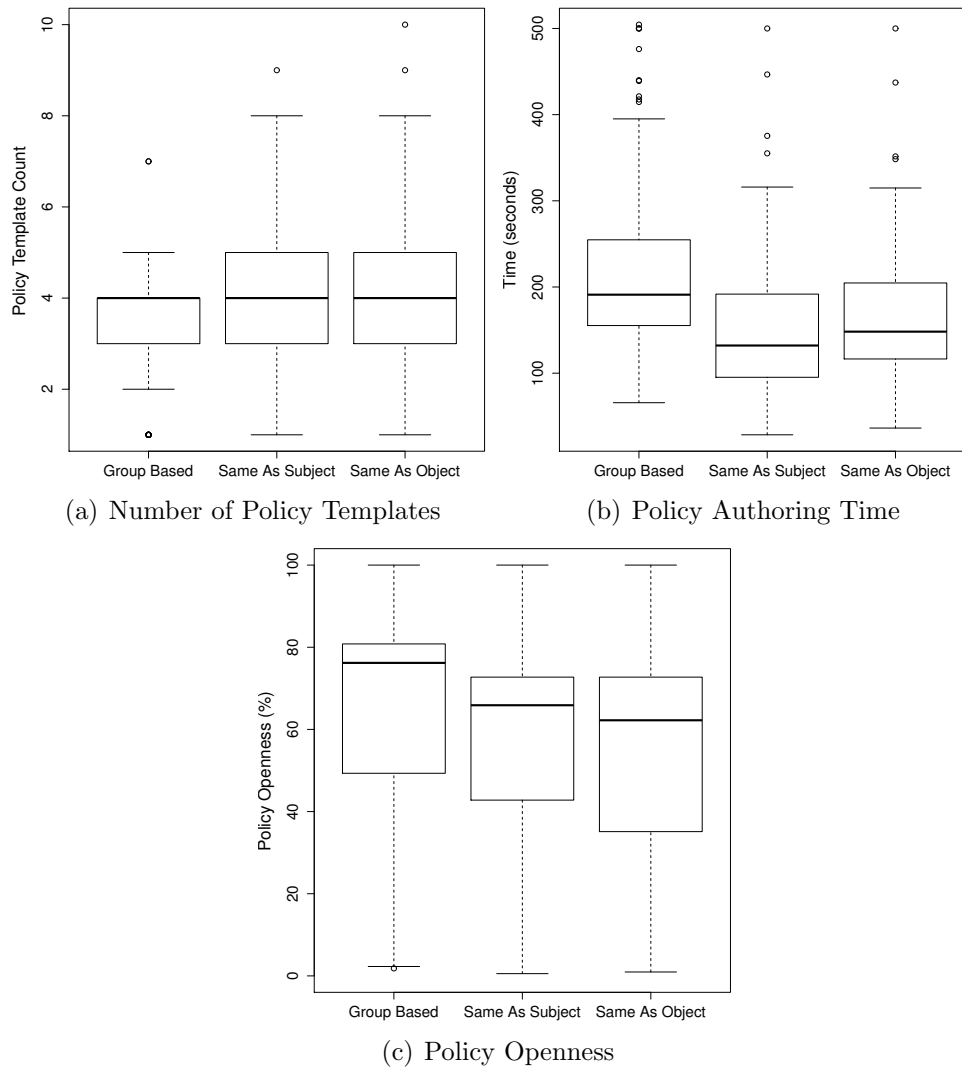 10
8
6
4
2
Policy Template Count
Group Based Same As Subject Same As Object
(a) Number of Policy Templates
500
400
300
200
100
Time (seconds)
Group Based Same As Subject Same As Object
(b) Policy Authoring Time
100
80
60
40
20
0
Policy Openness (%)
Group Based Same As Subject Same As Object
(c) Policy Openness